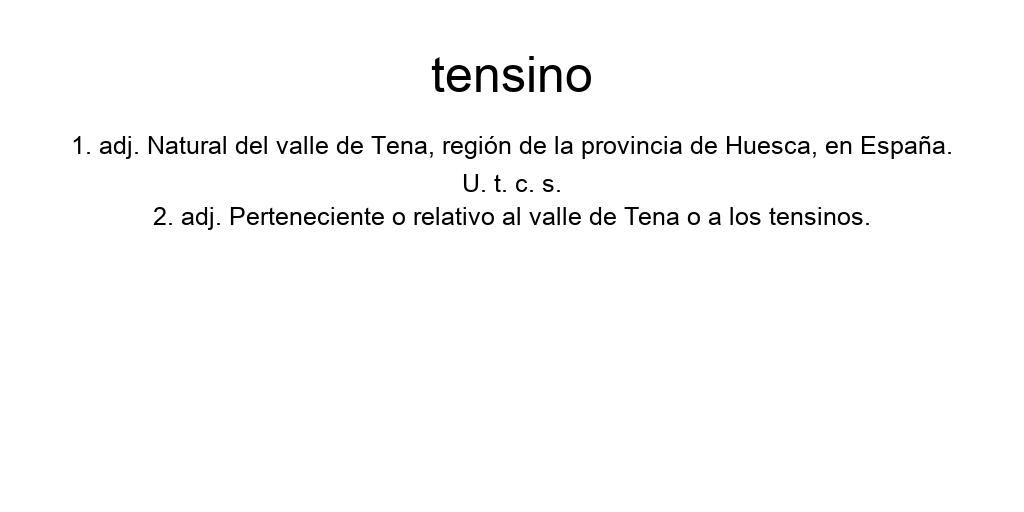 tensino
1. adj. Natural del valle de Tena, región de la provincia de Huesca, en España.
U. t. c. s.
2. adj. Perteneciente o relativo al valle de Tena o a los tensinos.